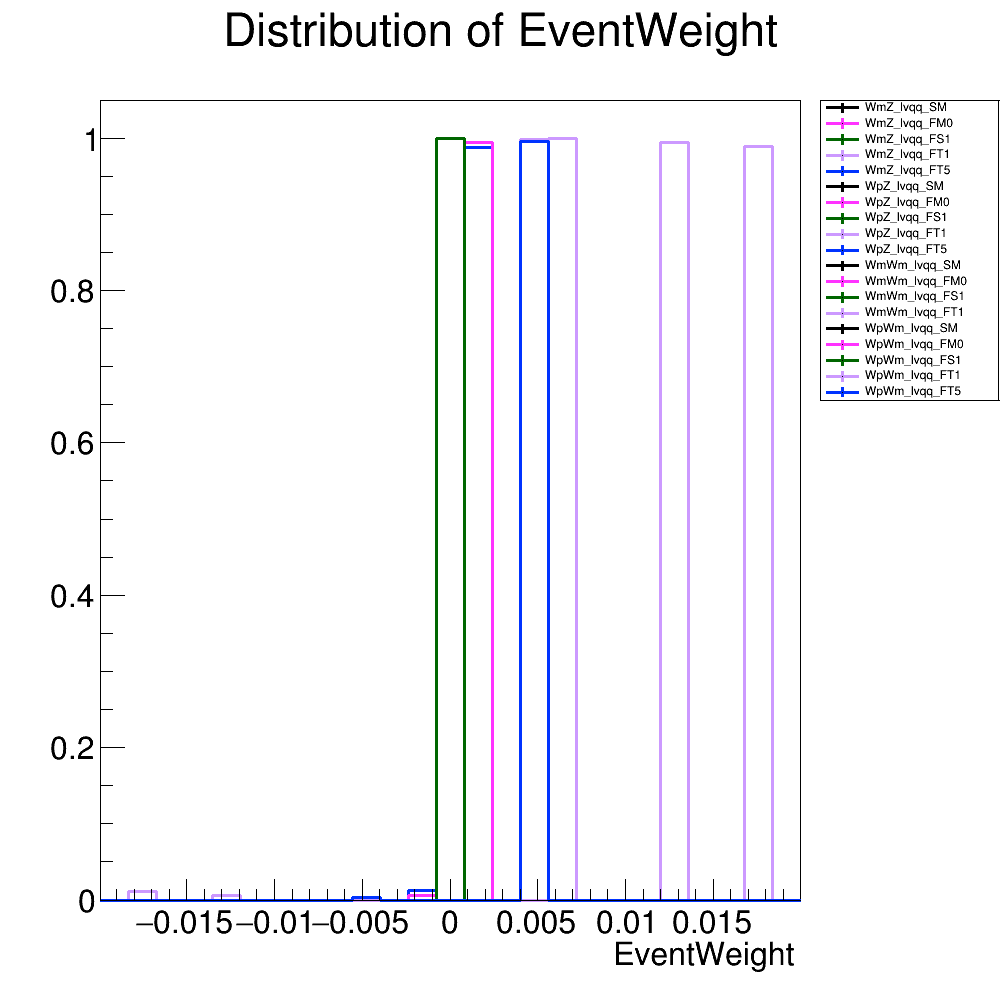 Distribution of EventWeight
WmZ_lvqq_SM
WmZ_lvqq_FM0
WmZ_lvqq_FS1
WmZ_lvqq_FT1
WmZ_lvqq_FT5
WpZ_lvqq_SM
WpZ_lvqq_FM0
WpZ_lvqq_FS1
WpZ_lvqq_FT1
WpZ_lvqq_FT5
WmWm_lvqq_SM
WmWm_lvqq_FM0
WmWm_lvqq_FS1
WmWm_lvqq_FT1
WpWm_lvqq_SM
WpWm_lvqq_FM0
WpWm_lvqq_FS1
WpWm_lvqq_FT1
WpWm_lvqq_FT5
1
0.8
0.6
0.4
0.2
0
−0.015 −0.01 −0.005 0 0.005 0.01 0.015
EventWeight